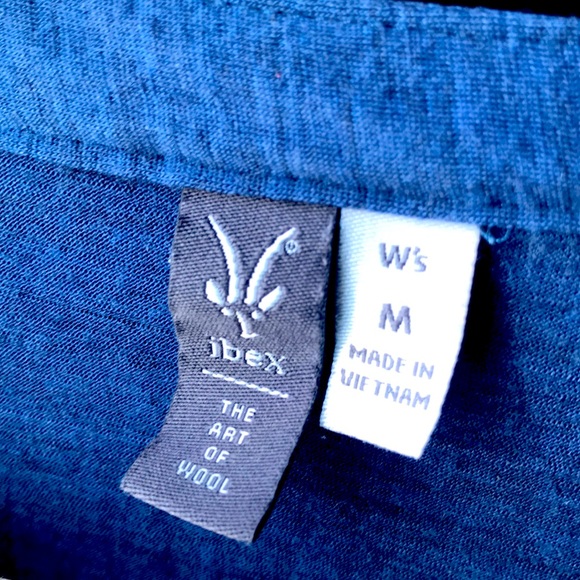 ®
ibex
THE
ART
OF
WOOL
W's
M
MADE IN
VIETNAM